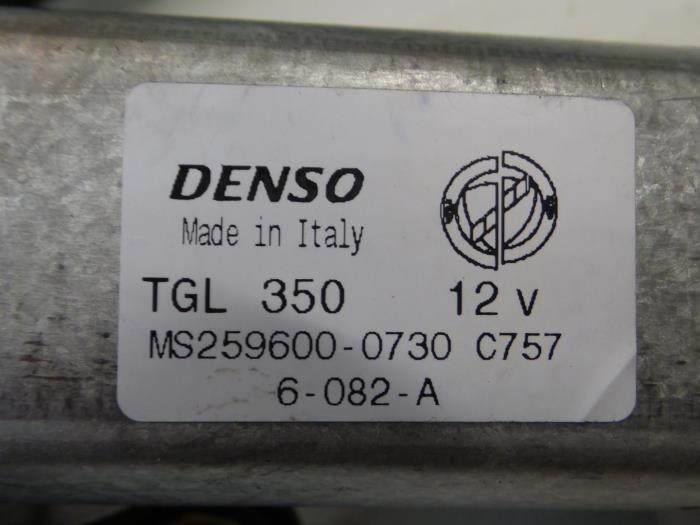 DENSO
Made in Italy
TGL 350 12 V
MS259600-0730 C757
6-082-A